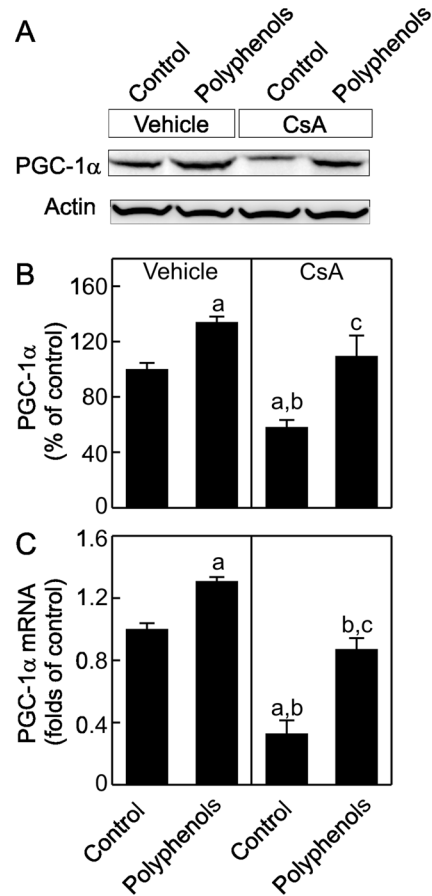 A
Control
Polyphenols
Control
Polyphenols
Vehicle
CsA
PGC-1α
Actin
B
Vehicle
CsA
PGC-1α
(% of control)
160
120
80
40
0
a
a,b
c
C
PGC-1α mRNA
(folds of control)
1.6
1.2
0.8
0.4
0
a
a,b
b,c
Control
Polyphenols
Control
Polyphenols